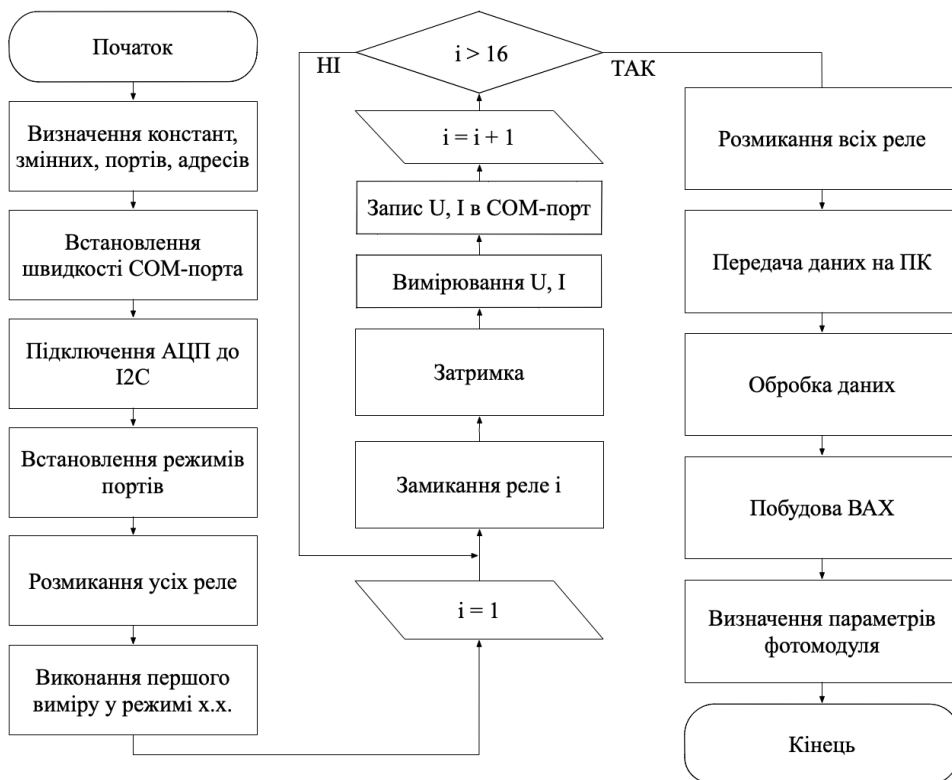 Початок
Визначення констант,
змінних, портів, адресів
Встановлення
швидкості COM-порта
Підключення АЦП до
I2C
Встановлення режимів
портів
Розмикання усіх реле
Виконання першого
виміру у режимі х.х.
i = 1
Замикання реле i
Затримка
Вимірювання U, I
Запис U, I в COM-порт
i = i + 1
i > 16
НІ
ТАК
Розмикання всіх реле
Передача даних на ПК
Обробка даних
Побудова ВАХ
Визначення параметрів
фотомодуля
Кінець